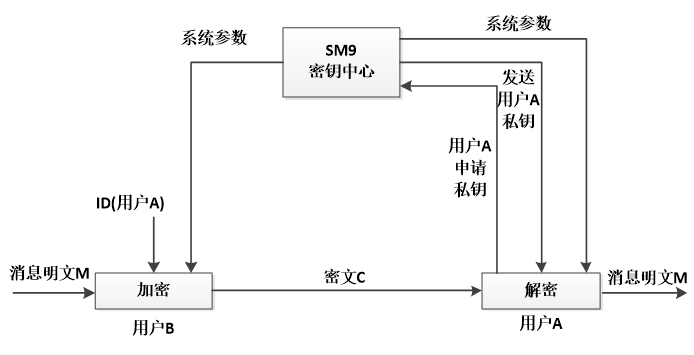 系统参数
系统参数
SM9
密钥中心
发送
用户A
私钥
用户A
申请
私钥
ID(用户A)
消息明文M
加密
密文C
解密
消息明文M
用户B
用户A